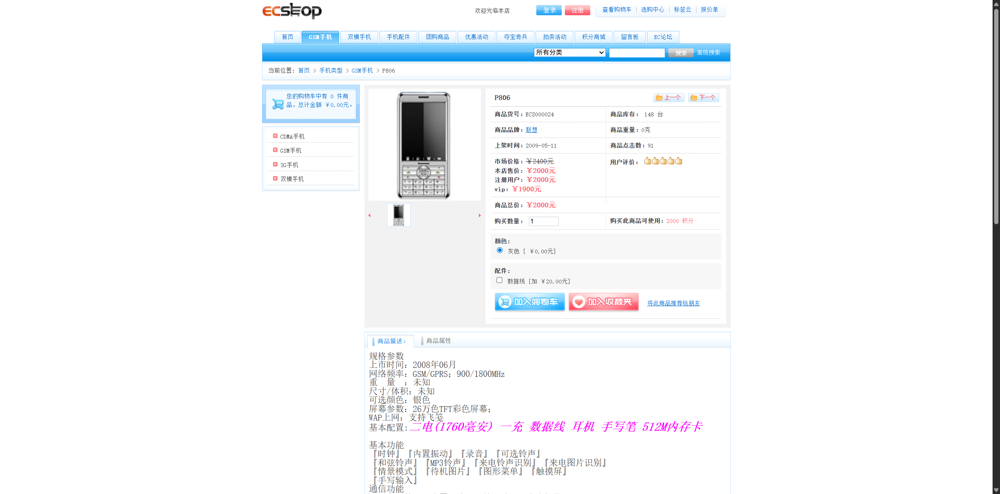 ecshop
欢迎光临本店
登录 注册
查看购物车 | 选购中心 | 标签云 | 报价单
首页 GSM手机 双模手机 手机配件 团购商品 优惠活动 夺宝奇兵 拍卖活动 积分商城 留言板 EC论坛
所有分类 搜索 高级搜索
当前位置: 首页 > 手机类型 > GSM手机 > P806
您的购物车中有 0 件商
品，总计金额 ￥0.00元。
CDMA手机
GSM手机
3G手机
双模手机
lenovo
P806
上一个 下一个
商品货号：ECS000024 商品库存： 148 台
商品品牌：联想 商品重量：0克
上架时间：2009-05-11 商品点击数：91
市场价格：￥2400元 用户评价：
本店售价：￥2000元
注册用户：￥2000元
vip：￥1900元
商品总价：￥2000元
购买数量： 1 购买此商品可使用：2000 积分
颜色:
灰色 [ ￥0.00元]
配件:
数据线 [加 ￥20.00元]
加入购物车 加入收藏夹 将此商品推荐给朋友
商品描述： 商品属性
规格参数
上市时间：2008年06月
网络频率：GSM/GPRS；900/1800MHz
重　量　：未知
尺寸/体积：未知
可选颜色：银色
屏幕参数：26万色TFT彩色屏幕；
WAP上网：支持飞笺
基本配置:二电(1760毫安) 一充 数据线 耳机 手写笔 512M内存卡
基本功能
『时钟』『内置振动』『录音』『可选铃声』
『和弦铃声』『MP3铃声』『来电铃声识别』『来电图片识别』
『情景模式』『待机图片』『图形菜单』『触摸屏』
『手写输入』
通信功能